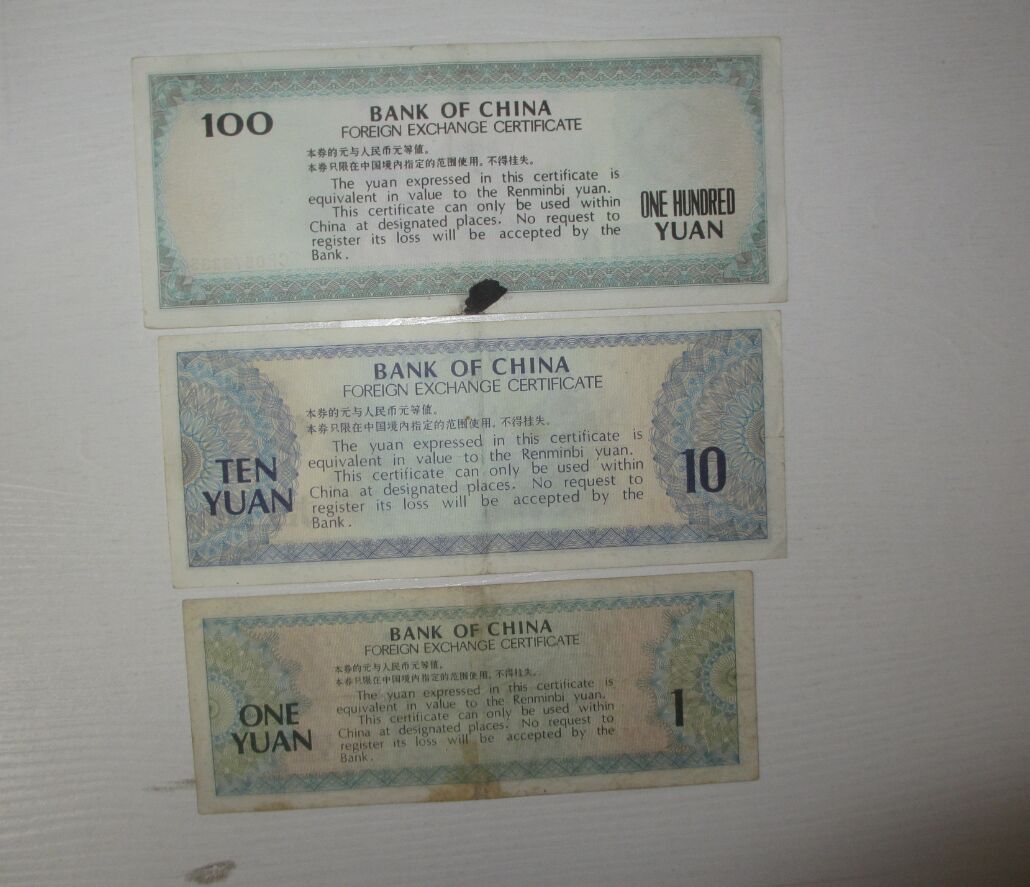 100
BANK OF CHINA
FOREIGN EXCHANGE CERTIFICATE
本券的元与人民币元等值。
本券只限在中国境内指定的范围使用。不得挂失。
The yuan expressed in this certificate is
equivalent in value to the Renminbi yuan.
This certificate can only be used within
China at designated places. No request to
register its loss will be accepted by the
Bank.
ONE HUNDRED
YUAN
BANK OF CHINA
FOREIGN EXCHANGE CERTIFICATE
本券的元与人民币元等值。
本券只限在中国境内指定的范围使用。不得挂失。
The yuan expressed in this certificate is
equivalent in value to the Renminbi yuan.
This certificate can only be used within
China at designated places. No request to
register its loss will be accepted by the
Bank.
TEN
YUAN
10
BANK OF CHINA
FOREIGN EXCHANGE CERTIFICATE
本券的元与人民币元等值。
本券只限在中国境内指定的范围使用。不得挂失。
The yuan expressed in this certificate is
equivalent in value to the Renminbi yuan.
This certificate can only be used within
China at designated places. No request to
register its loss will be accepted by the
Bank.
ONE
YUAN
1